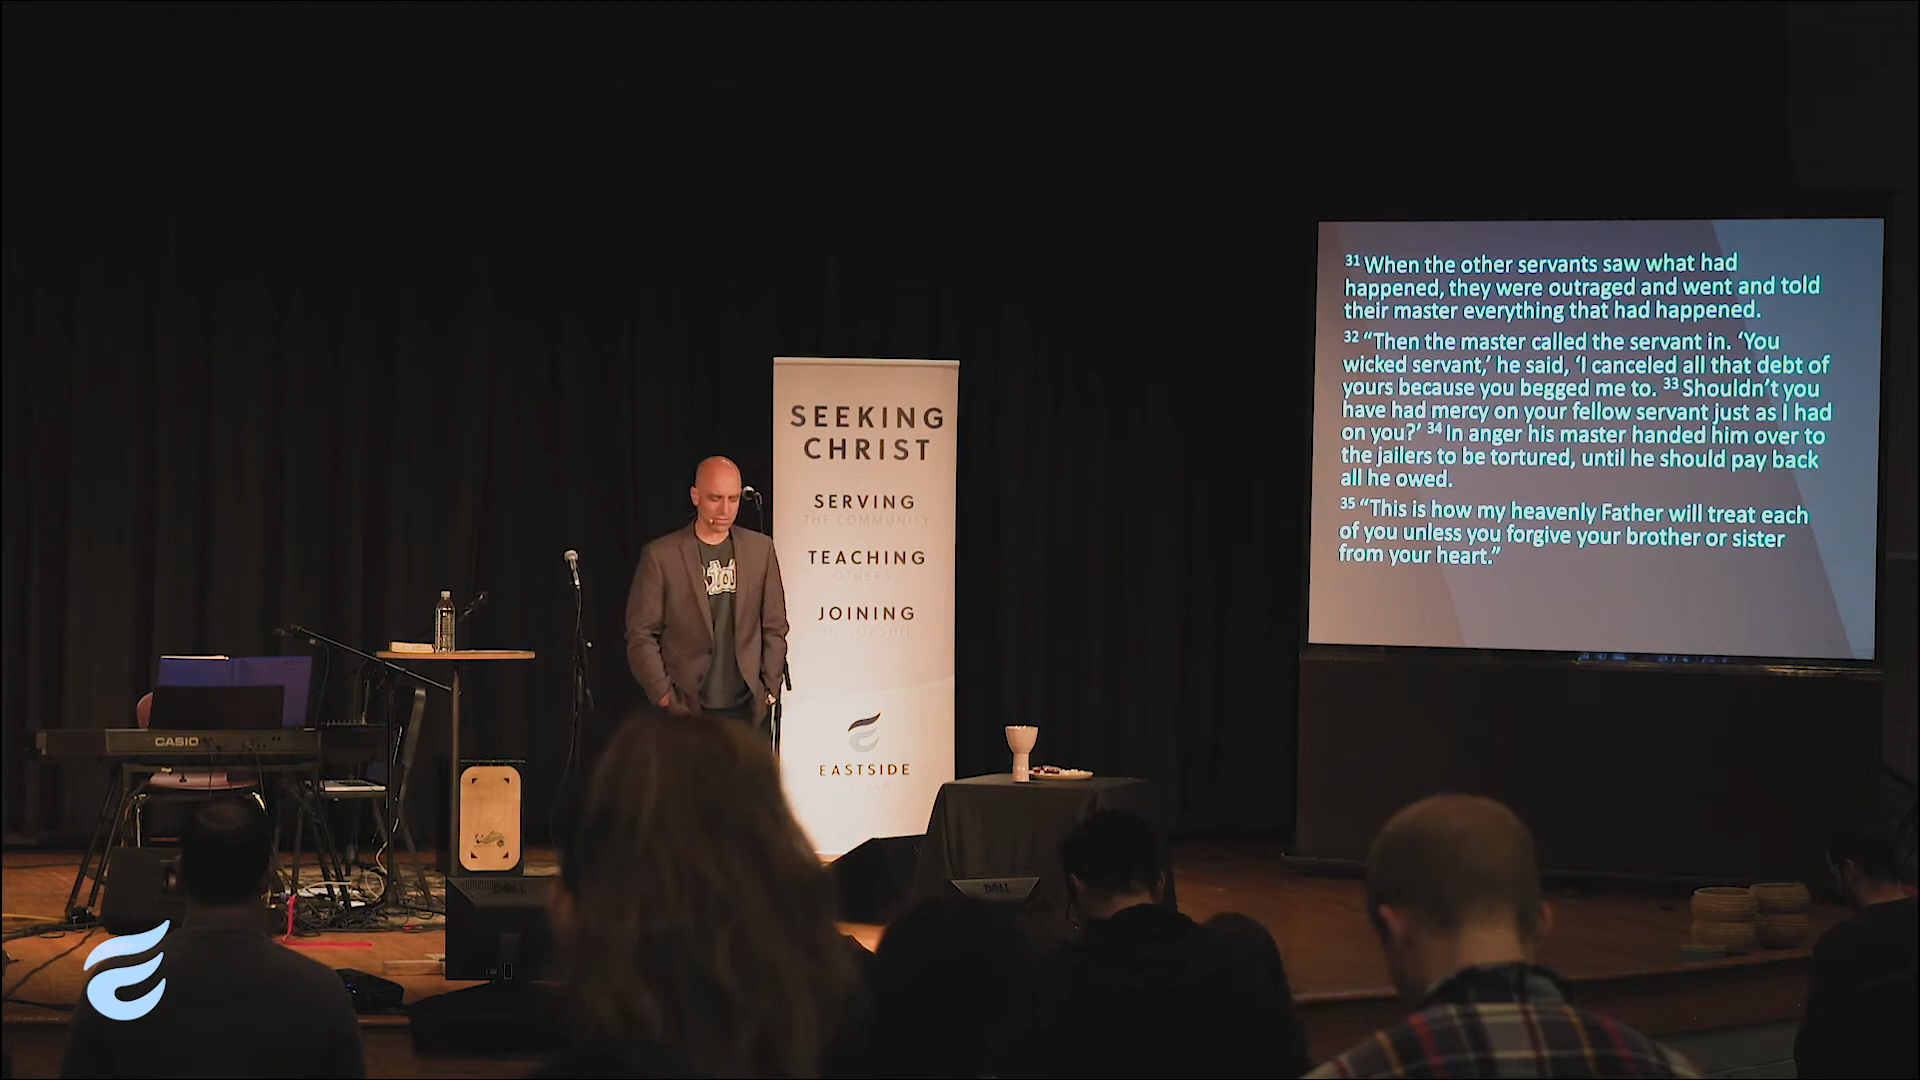 SEEKING
CHRIST
SERVING
THE COMMUNITY
TEACHING
OTHERS
JOINING
IN WORSHIP
EASTSIDE
CASIO
DELL
31 When the other servants saw what had
happened, they were outraged and went and told
their master everything that had happened.
32 “Then the master called the servant in. ‘You
wicked servant,’ he said, ‘I canceled all that debt of
yours because you begged me to. 33 Shouldn’t you
have had mercy on your fellow servant just as I had
on you?’ 34 In anger his master handed him over to
the jailers to be tortured, until he should pay back
all he owed.
35 “This is how my heavenly Father will treat each
of you unless you forgive your brother or sister
from your heart.”